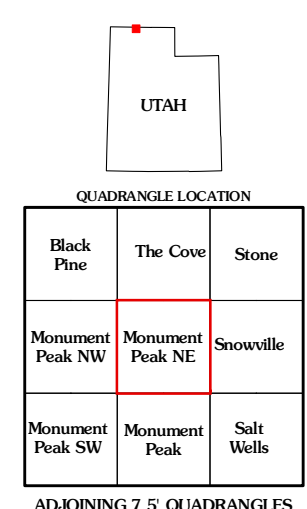 UTAH
QUADRANGLE LOCATION
Black
Pine
The Cove
Stone
Monument
Peak NW
Monument
Peak NE
Snowville
Monument
Peak SW
Monument
Peak
Salt
Wells
ADJOINING 7.5' QUADRANGLES